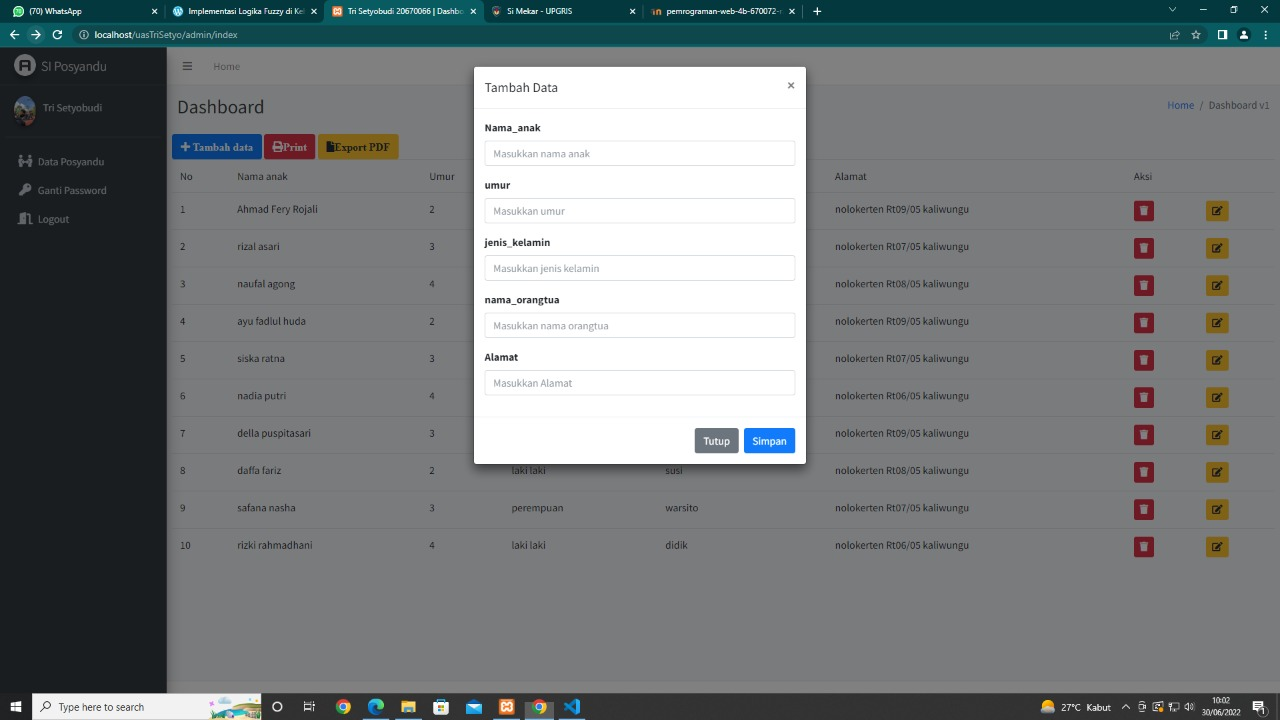 (70) WhatsApp
Implementasi Logika Fuzzy di Ke
Tri Setyobudi 20670066 | Dashbo
Si Mekar - UPGRIS
pemrograman-web-4b-670072-r
localhost/uasTriSetyo/admin/index
SI Posyandu
Home
Tri Setyobudi
Data Posyandu
Ganti Password
Logout
Dashboard
Home / Dashboard v1
Tambah data
Print
Export PDF
No Nama anak Umur Alamat Aksi
1 Ahmad Fery Rojali 2 nolokerten Rt09/05 kaliwungu
2 rizal asari 3 nolokerten Rt07/05 kaliwungu
3 naufal agong 4 nolokerten Rt08/05 kaliwungu
4 ayu fadlul huda 2 nolokerten Rt09/05 kaliwungu
5 siska ratna 3 nolokerten Rt07/05 kaliwungu
6 nadia putri 4 nolokerten Rt06/05 kaliwungu
7 della puspitasari 3 nolokerten Rt09/05 kaliwungu
8 daffa fariz 2 laki laki susi nolokerten Rt08/05 kaliwungu
9 safana nasha 3 perempuan warsito nolokerten Rt07/05 kaliwungu
10 rizki rahmadhani 4 laki laki didik nolokerten Rt06/05 kaliwungu
Tambah Data ×
Nama_anak
Masukkan nama anak
umur
Masukkan umur
jenis_kelamin
Masukkan jenis kelamin
nama_orangtua
Masukkan nama orangtua
Alamat
Masukkan Alamat
Tutup
Simpan
Type here to search
27°C Kabut
10:02
30/06/2022